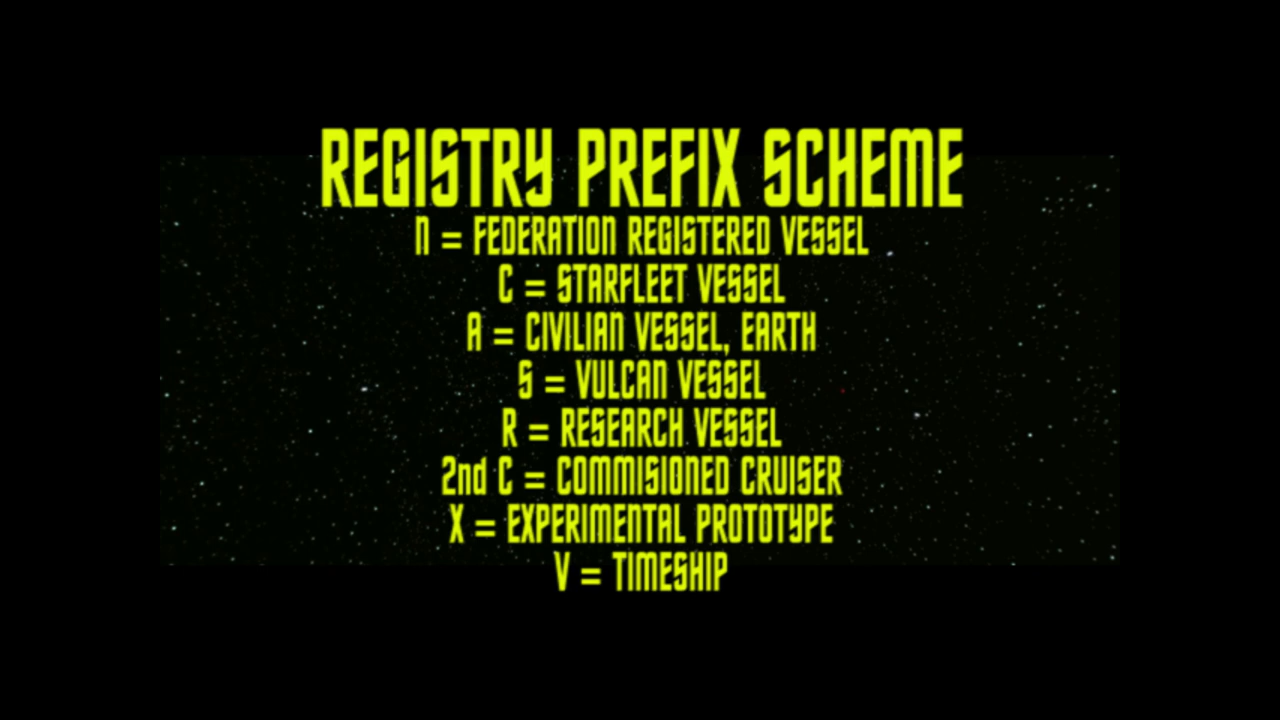 REGISTRY PREFIX SCHEME
N = FEDERATION REGISTERED VESSEL
C = STARFLEET VESSEL
A = CIVILIAN VESSEL, EARTH
S = VULCAN VESSEL
R = RESEARCH VESSEL
2nd C = COMMISIONED CRUISER
X = EXPERIMENTAL PROTOTYPE
V = TIMESHIP